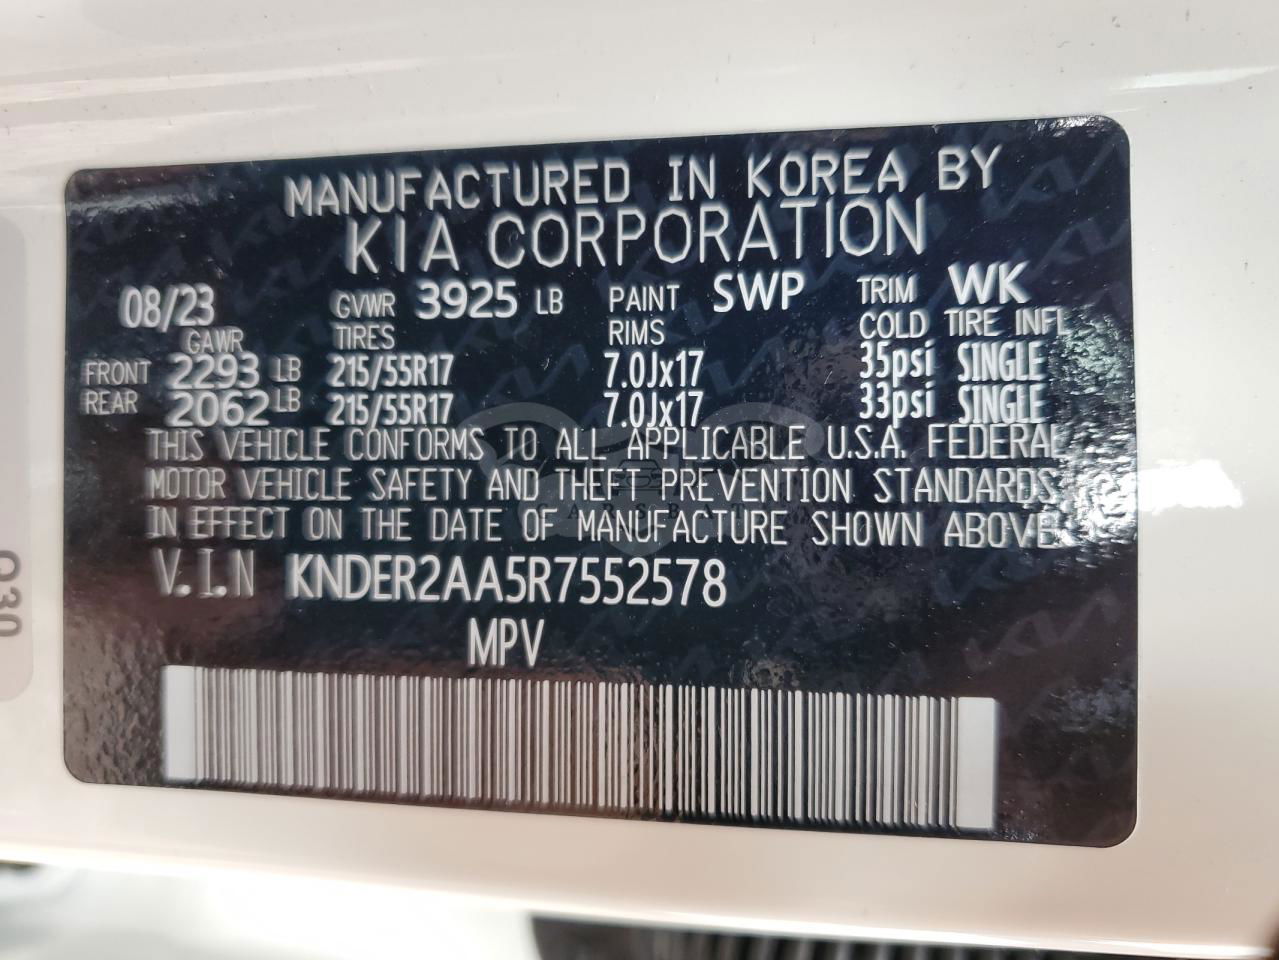 MANUFACTURED IN KOREA BY
KIA CORPORATION
08/23 GVWR 3925 LB PAINT SWP TRIM WK
GAWR TIRES RIMS COLD TIRE INFL
FRONT 2293 LB 215/55R17 7.0Jx17 35psi SINGLE
REAR 2062 LB 215/55R17 7.0Jx17 33psi SINGLE
THIS VEHICLE CONFORMS TO ALL APPLICABLE U.S.A. FEDERAL
MOTOR VEHICLE SAFETY AND THEFT PREVENTION STANDARDS
IN EFFECT ON THE DATE OF MANUFACTURE SHOWN ABOVE
V.I.N KNDER2AA5R7552578
MPV
CARSBAT